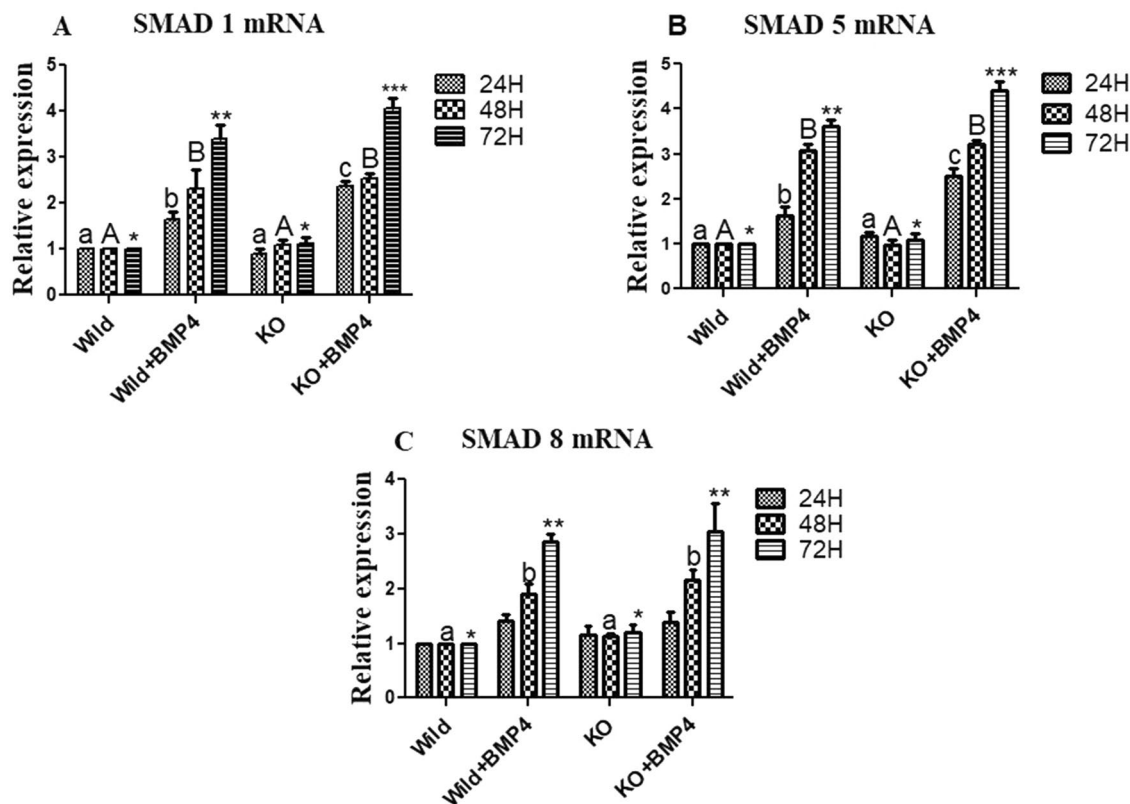 A SMAD 1 mRNA
Relative expression
5
4
3
2
1
0
a A *
b B **
a A *
c B ***
Wild
Wild+BMP4
KO
KO+BMP4
24H
48H
72H
B SMAD 5 mRNA
Relative expression
5
4
3
2
1
0
a A *
b B **
a A *
c B ***
Wild
Wild+BMP4
KO
KO+BMP4
24H
48H
72H
C SMAD 8 mRNA
Relative expression
4
3
2
1
0
a *
b **
a *
b **
Wild
Wild+BMP4
KO
KO+BMP4
24H
48H
72H